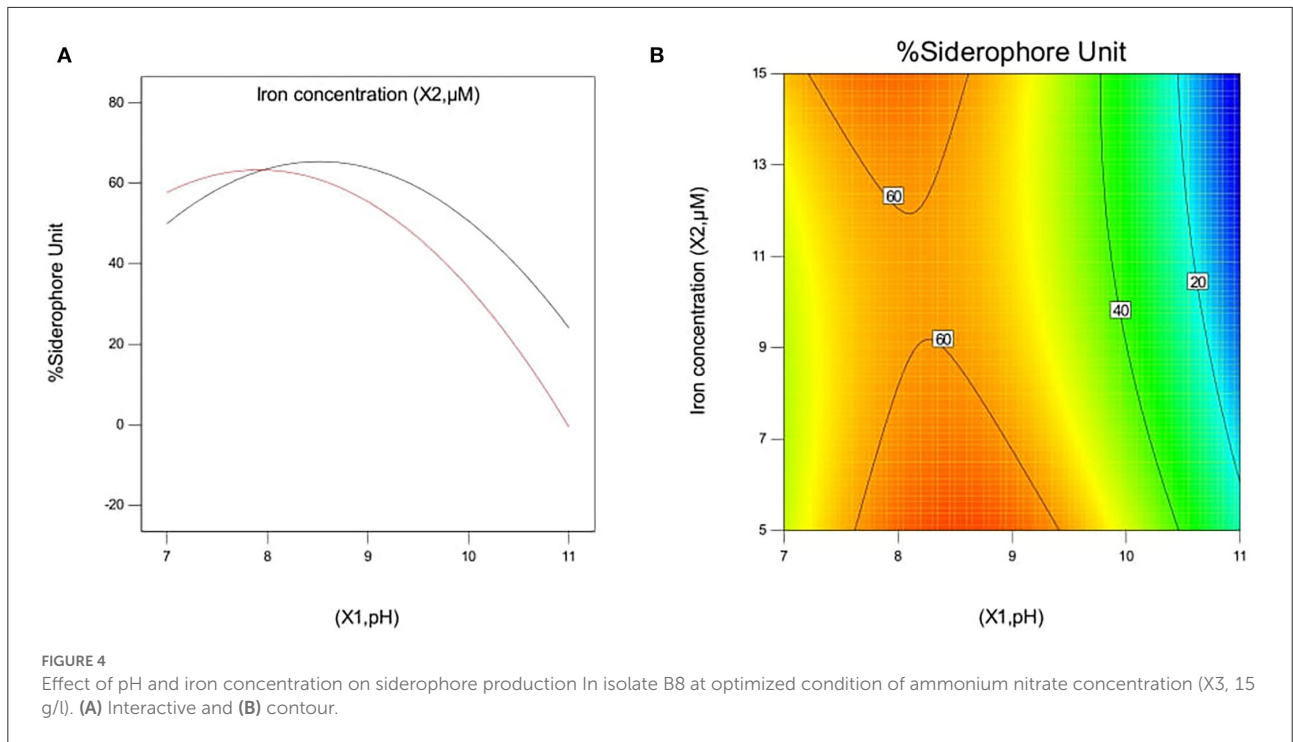 A
Iron concentration (X2,µM)
80
60
40
20
0
-20
%Siderophore Unit
7 8 9 10 11
(X1,pH)
B
%Siderophore Unit
15
13
11
9
7
5
Iron concentration (X2,µM)
60
60
40
20
7 8 9 10 11
(X1,pH)
FIGURE 4
Effect of pH and iron concentration on siderophore production In isolate B8 at optimized condition of ammonium nitrate concentration (X3, 15
g/l). (A) Interactive and (B) contour.